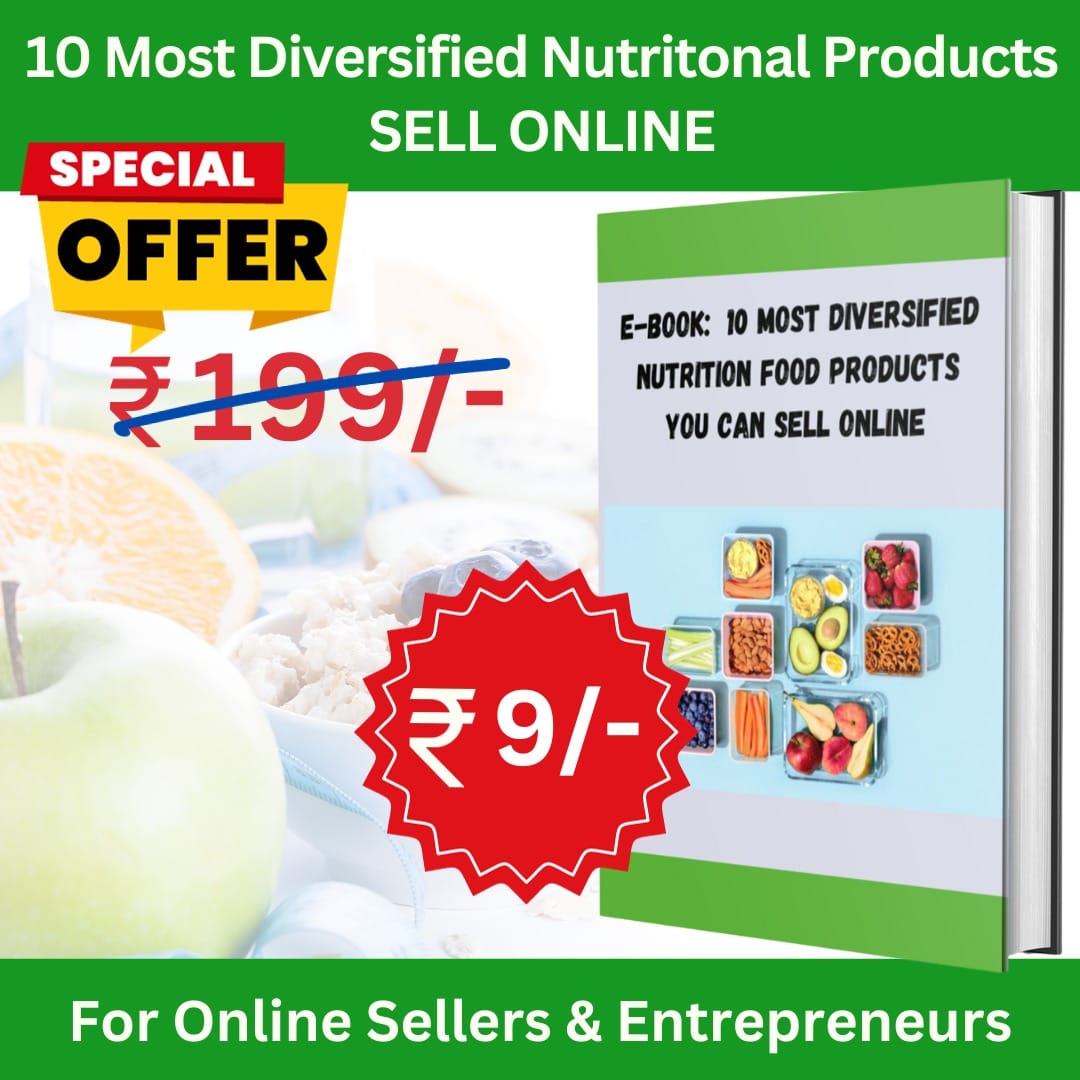 10 Most Diversified Nutritonal Products
SELL ONLINE
SPECIAL
OFFER
₹199/-
E-BOOK: 10 MOST DIVERSIFIED
NUTRITION FOOD PRODUCTS
YOU CAN SELL ONLINE
₹ 9/-
For Online Sellers & Entrepreneurs